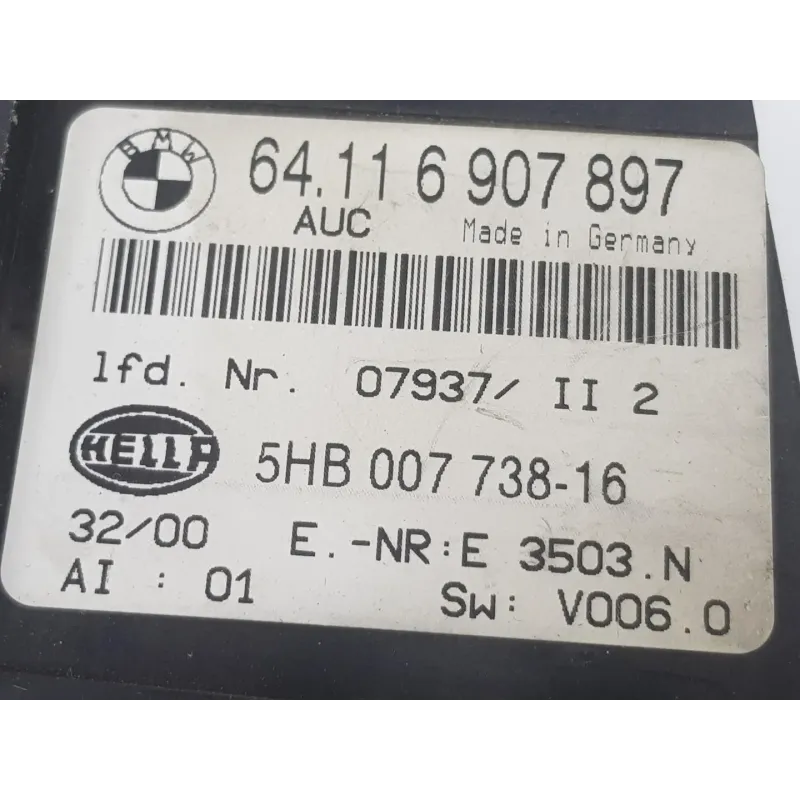 BMW 64.11 6 907 897
AUC Made in Germany
lfd. Nr. 07937/ II 2
HELLA 5HB 007 738-16
32/00 E.-NR:E 3503.N
AI : 01 Sw: V006.0